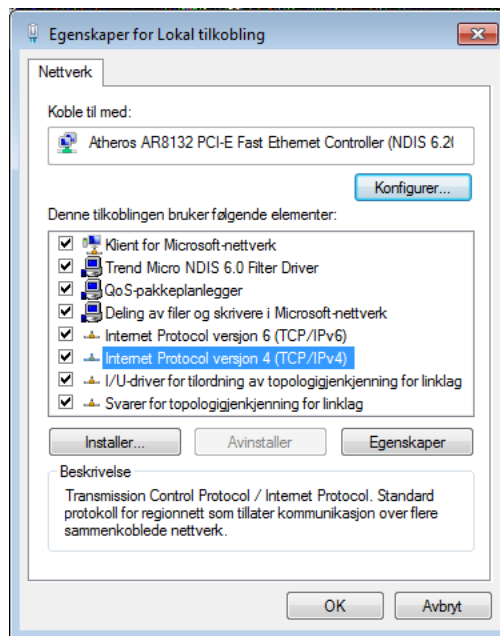 Egenskaper for Lokal tilkobling
Nettverk
Koble til med:
Atheros AR8132 PCI-E Fast Ethernet Controller (NDIS 6.20
Konfigurer...
Denne tilkoblingen bruker følgende elementer:
Klient for Microsoft-nettverk
Trend Micro NDIS 6.0 Filter Driver
QoS-pakkeplanlegger
Deling av filer og skrivere i Microsoft-nettverk
Internet Protocol versjon 6 (TCP/IPv6)
Internet Protocol versjon 4 (TCP/IPv4)
I/U-driver for tilordning av topologigjenkjenning for linklag
Svarer for topologigjenkjenning for linklag
Installer...
Avinstaller
Egenskaper
Beskrivelse
Transmission Control Protocol / Internet Protocol. Standard
protokoll for regionnett som tillater kommunikasjon over flere
sammenkoblede nettverk.
OK
Avbryt